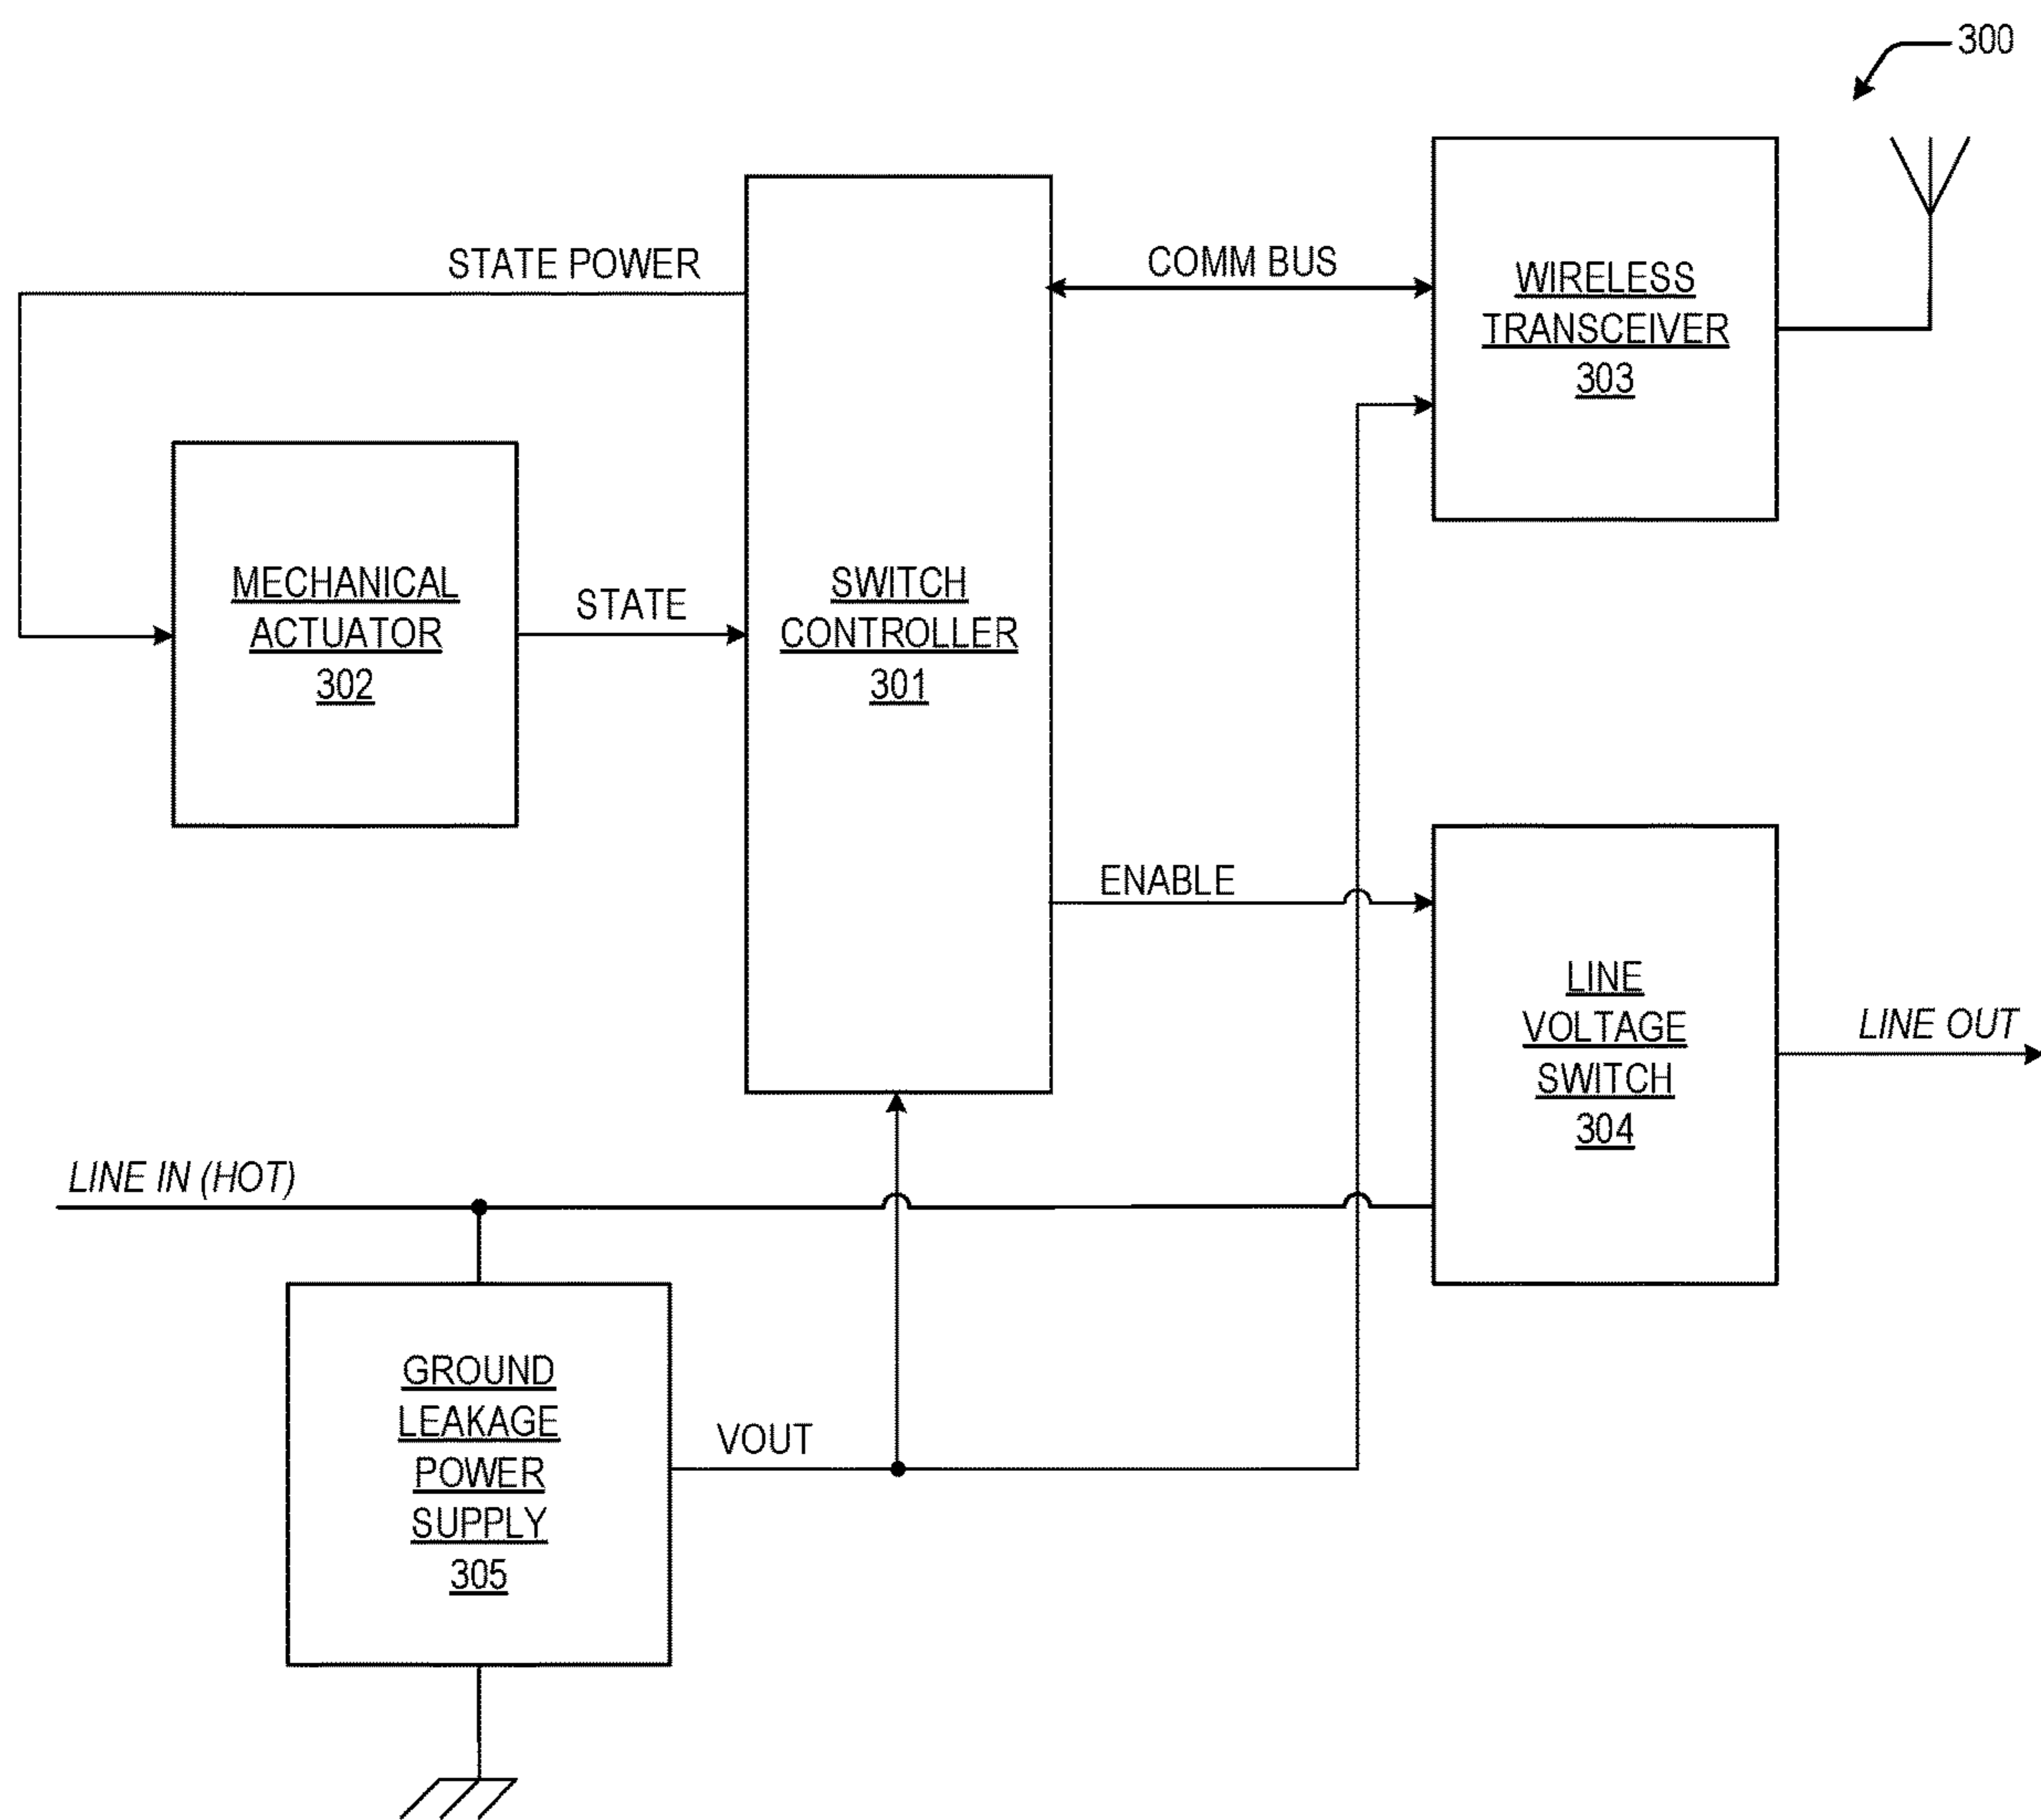 300
STATE POWER
COMM BUS
WIRELESS
TRANSCEIVER
303
MECHANICAL
ACTUATOR
302
STATE
SWITCH
CONTROLLER
301
ENABLE
LINE
VOLTAGE
SWITCH
304
LINE OUT
LINE IN (HOT)
GROUND
LEAKAGE
POWER
SUPPLY
305
VOUT